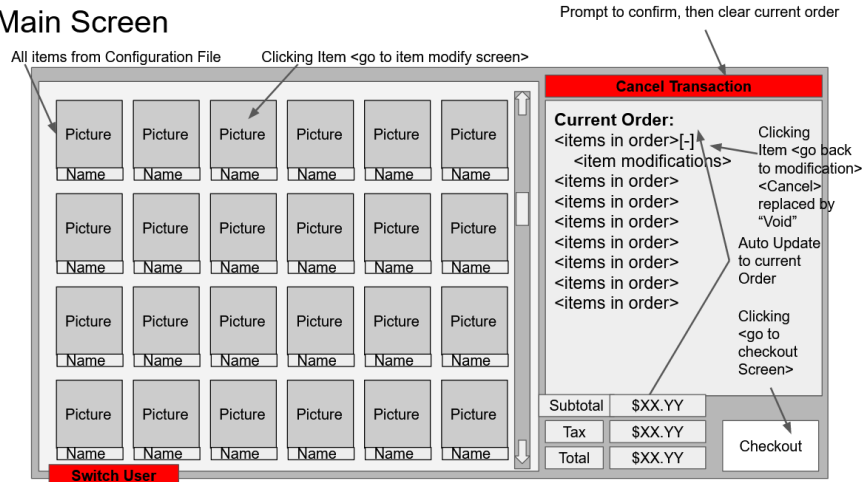 Main Screen
Prompt to confirm, then clear current order
All items from Configuration File
Clicking Item <go to item modify screen>
Picture Picture Picture Picture Picture Picture
Name Name Name Name Name Name
Picture Picture Picture Picture Picture Picture
Name Name Name Name Name Name
Picture Picture Picture Picture Picture Picture
Name Name Name Name Name Name
Picture Picture Picture Picture Picture Picture
Name Name Name Name Name Name
Switch User
Cancel Transaction
Current Order:
<items in order>[-]
<item modifications>
<items in order>
<items in order>
<items in order>
<items in order>
<items in order>
<items in order>
<items in order>
Clicking
Item <go back
to modification>
<Cancel>
replaced by
“Void”
Auto Update
to current
Order
Clicking
<go to
checkout
Screen>
Subtotal $XX.YY
Tax $XX.YY
Total $XX.YY
Checkout